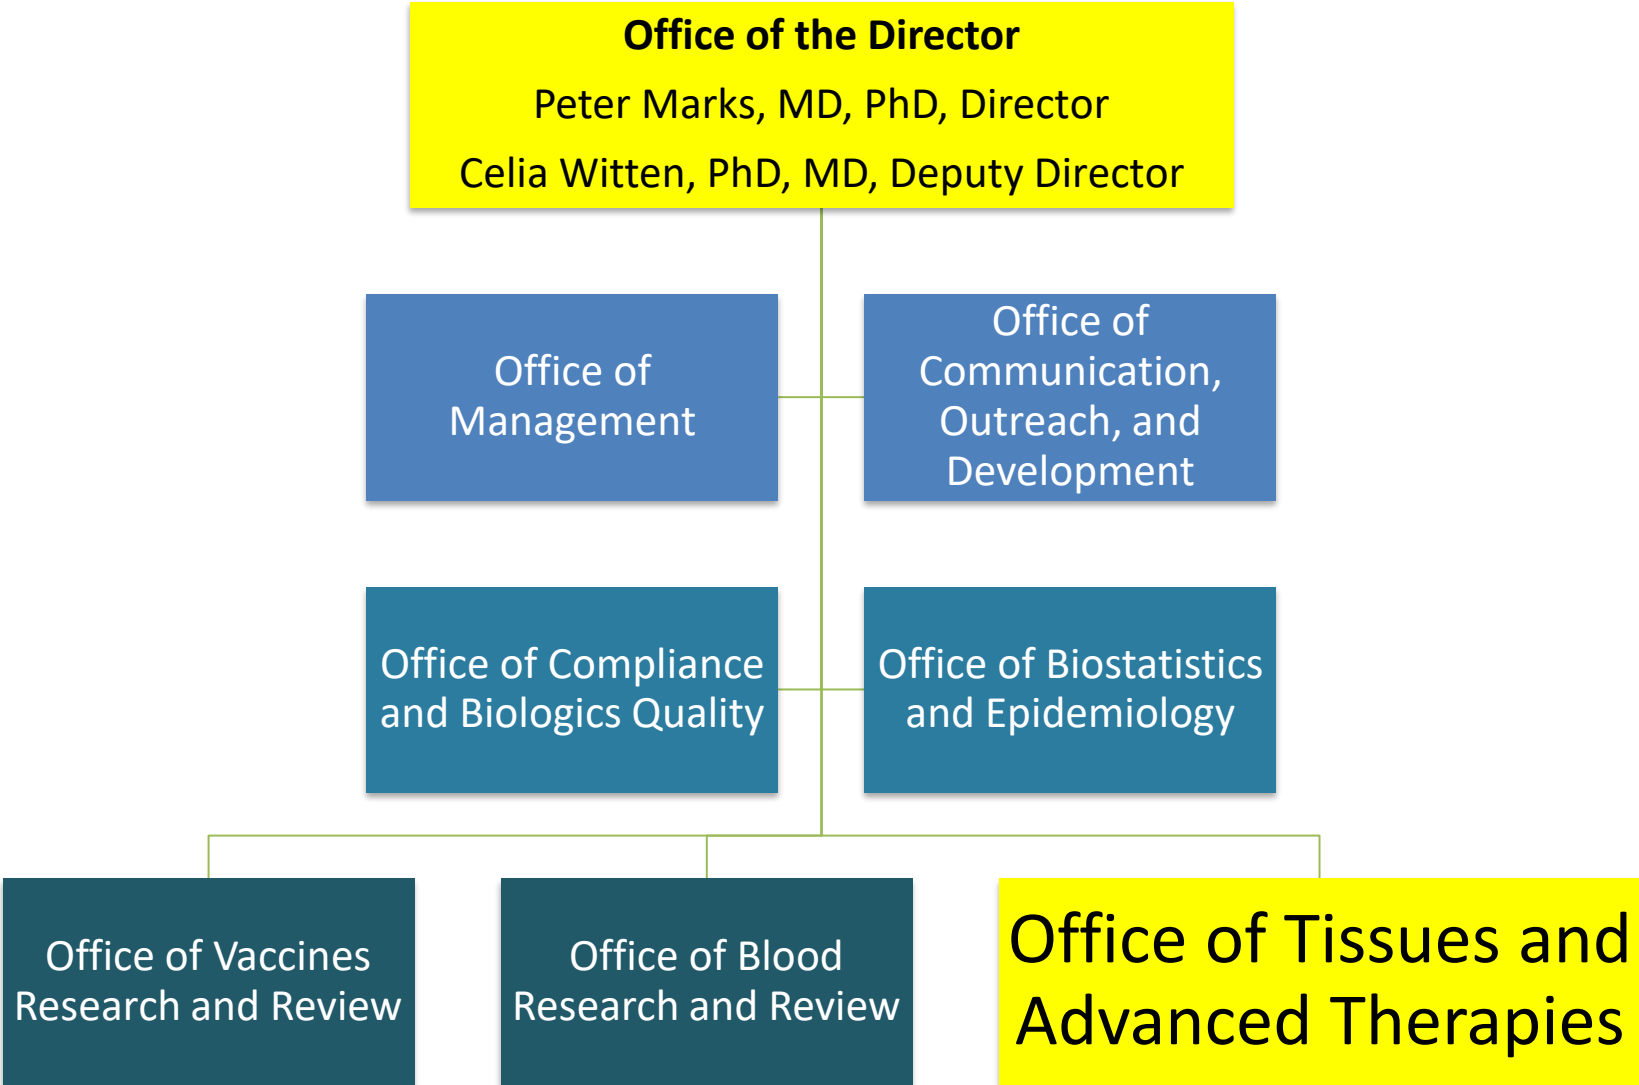 Office of the Director
Peter Marks, MD, PhD, Director
Celia Witten, PhD, MD, Deputy Director
Office of
Management
Office of
Communication,
Outreach, and
Development
Office of Compliance
and Biologics Quality
Office of Biostatistics
and Epidemiology
Office of Vaccines
Research and Review
Office of Blood
Research and Review
Office of Tissues and
Advanced Therapies